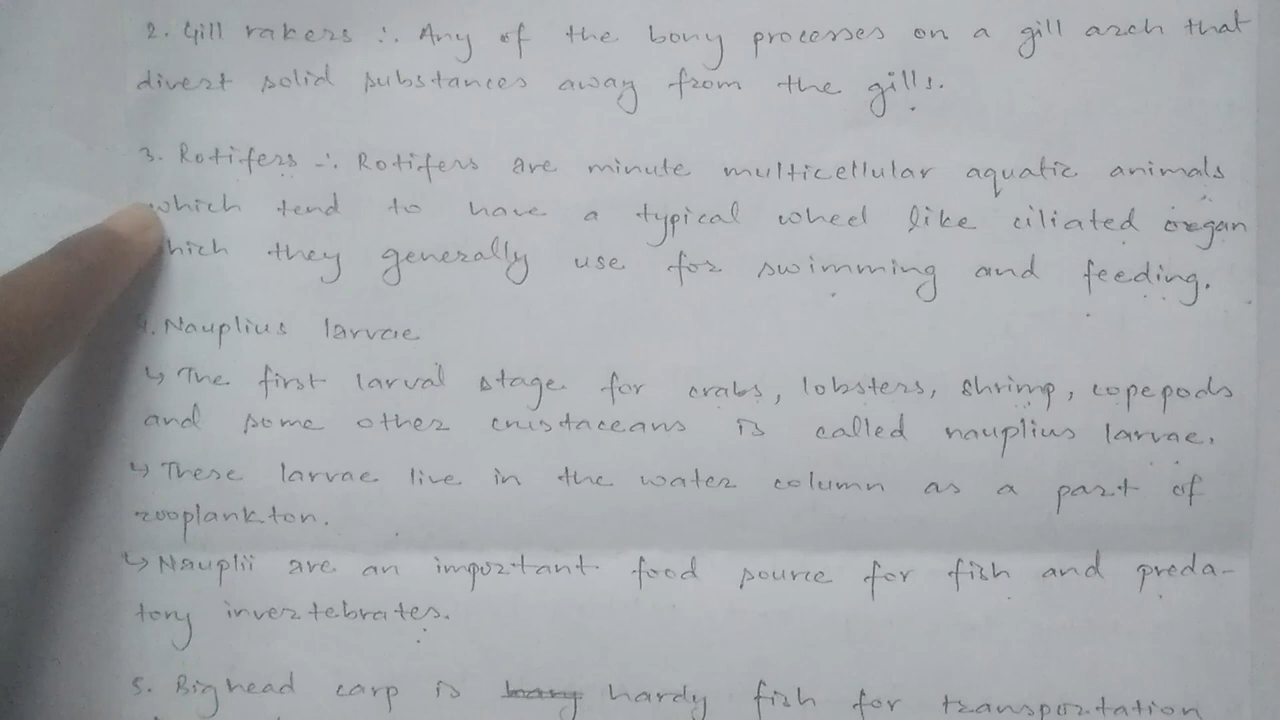 2. Gill rakers :. Any of the bony processes on a gill arch that
divert solid substances away from the gills.
3. Rotifers -:. Rotifers are minute multicellular aquatic animals
which tend to have a typical wheel like ciliated organ
hich they generally use for swimming and feeding.
. Nauplius larvae
↳ The first larval stage for crabs, lobsters, shrimp, copepods
and some other crustaceans is called nauplius larvae.
↳ These larvae live in the water column as a part of
zooplankton.
↳ Nauplii are an important food source for fish and preda-
tory invertebrates.
5. Bighead carp is hardy fish for transportation